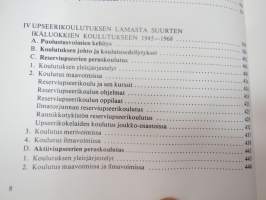 IV UPSEERIKOULUTUKSEN LAMASTA SUURTEN
IKÄLUOKKIEN KOULUTUKSEEN 1945—1968
A. Puolustusvoimien kehitys
B. Koulutuksen johto ja koulutusedellytykset
C. Reserviupseerien peruskoulutus
1. Koulutuksen yleisjärjestelyt
2. Koulutus maavoimissa
Reserviupseerikoulu ja sen kurssit
Reserviupseerikoulun ohjelmat
Reserviupseerikoulun oppilaat
Ilmatorjunnan reserviupseerikoulutus
Rannikkotykistön reserviupseerikoulutus
Upseerikokelaiden koulutus joukko-osastoissa
3. Koulutus merivoimissa
4. Koulutus ilmavoimissa
D. Aktiiviupseerien peruskoulutus
1. Koulutuksen yleisjärjestelyt
2. Koulutus maavoimissa ja ilmavoimissa
8